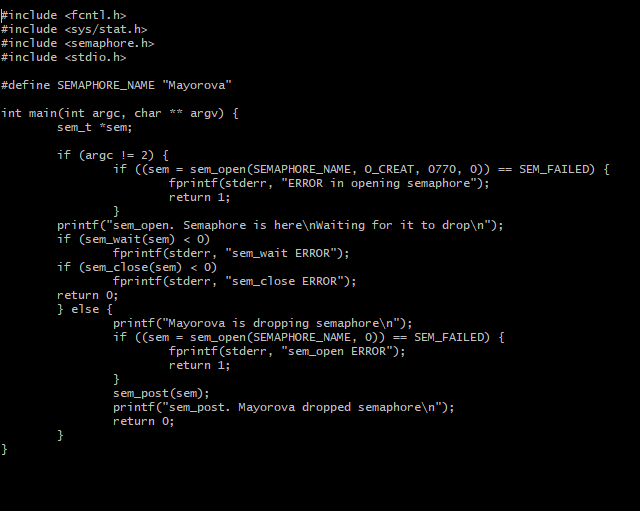 #include <fcntl.h>
#include <sys/stat.h>
#include <semaphore.h>
#include <stdio.h>

#define SEMAPHORE_NAME "Mayorova"

int main(int argc, char ** argv) {
        sem_t *sem;

        if (argc != 2) {
                if ((sem = sem_open(SEMAPHORE_NAME, O_CREAT, 0770, 0)) == SEM_FAILED) {
                        fprintf(stderr, "ERROR in opening semaphore");
                        return 1;
                }
        printf("sem_open. Semaphore is here\nWaiting for it to drop\n");
        if (sem_wait(sem) < 0)
                fprintf(stderr, "sem_wait ERROR");
        if (sem_close(sem) < 0)
                fprintf(stderr, "sem_close ERROR");
        return 0;
        } else {
                printf("Mayorova is dropping semaphore\n");
                if ((sem = sem_open(SEMAPHORE_NAME, 0)) == SEM_FAILED) {
                        fprintf(stderr, "sem_open ERROR");
                        return 1;
                }
                sem_post(sem);
                printf("sem_post. Mayorova dropped semaphore\n");
                return 0;
        }
}